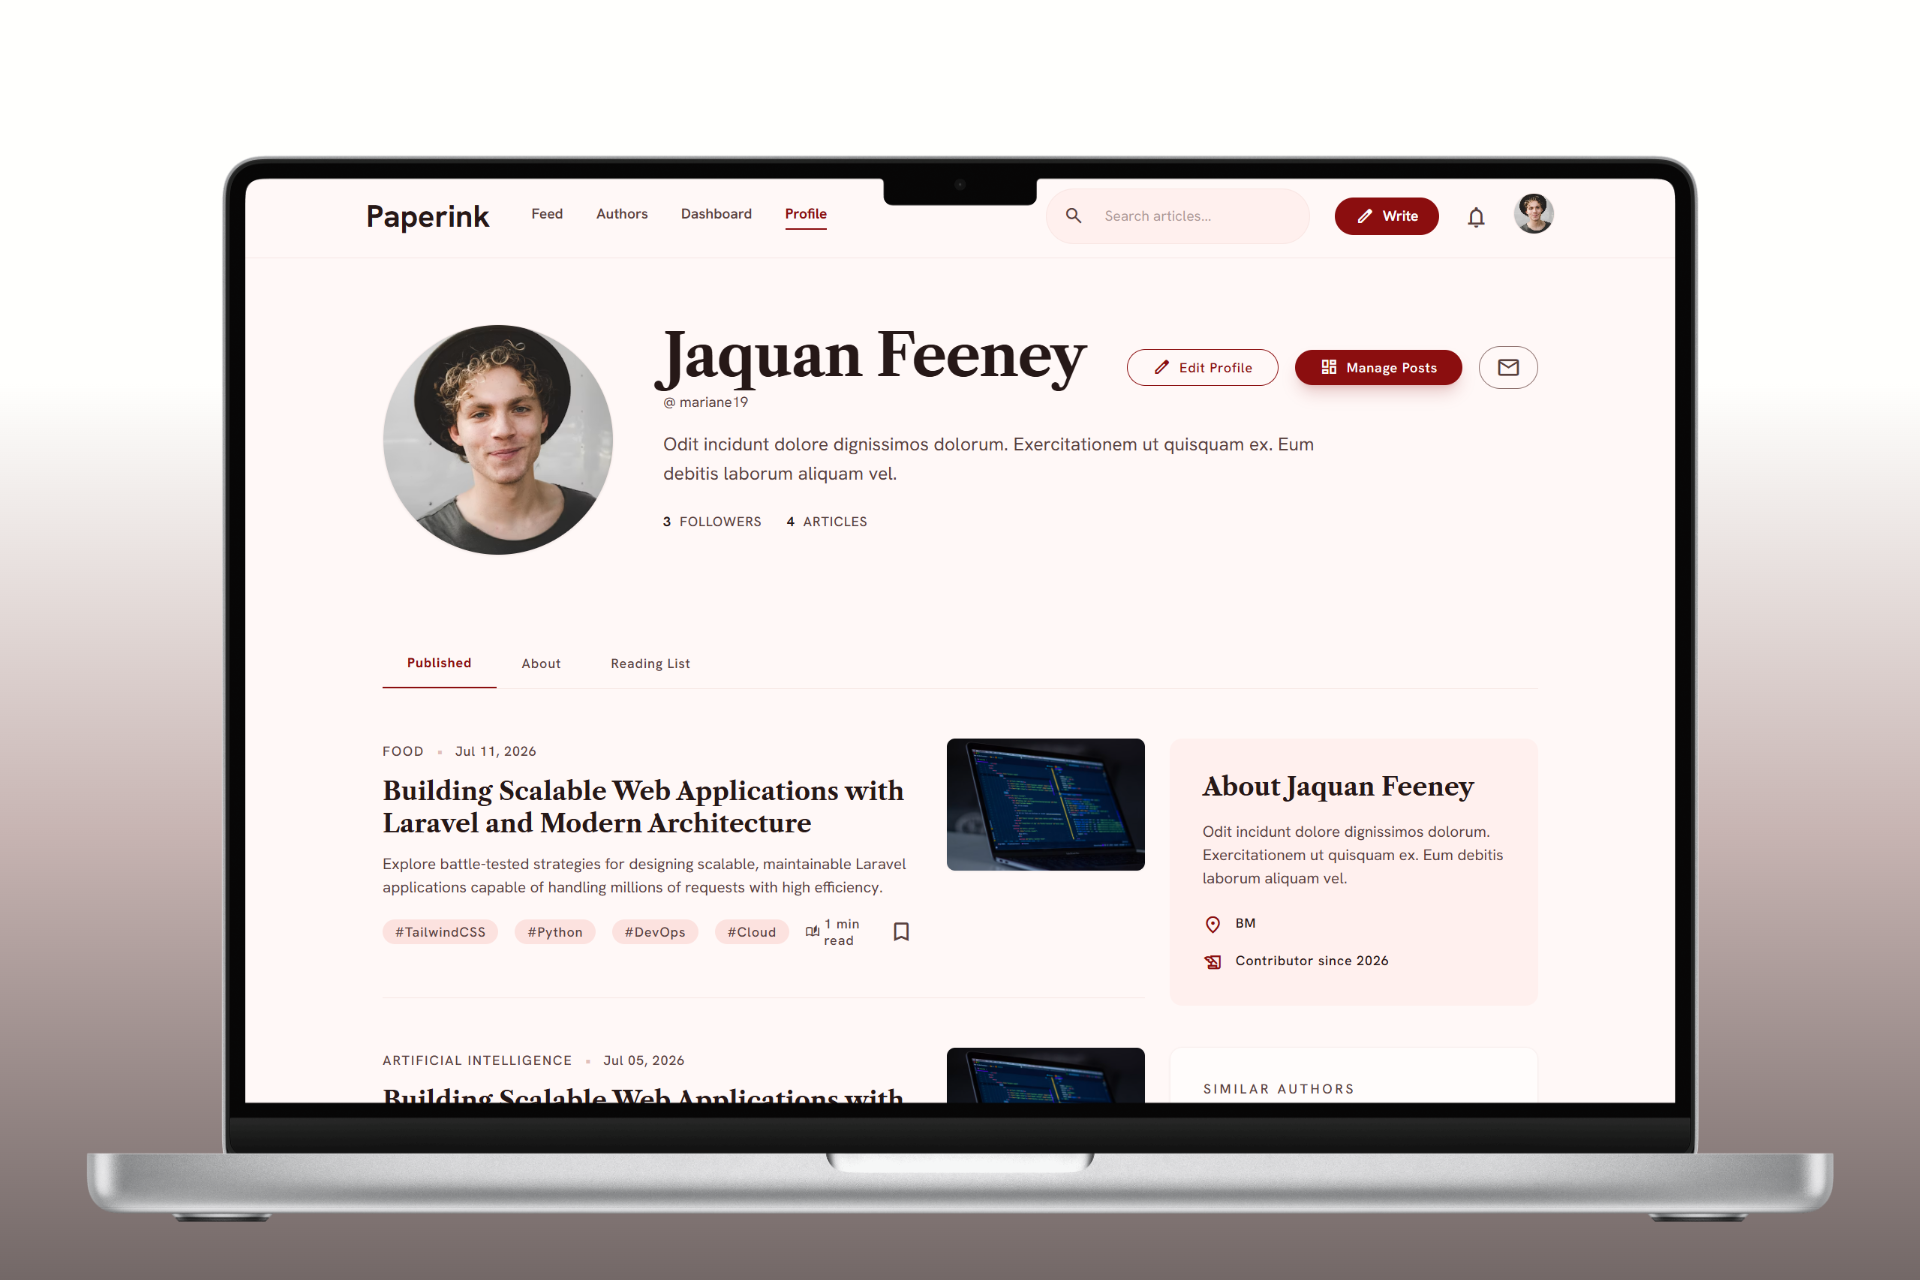 Paperink
Feed
Authors
Dashboard
Profile
Search articles...
Write
Jaquan Feeney
Edit Profile
Manage Posts
@ mariane19
Odit incidunt dolore dignissimos dolorum. Exercitationem ut quisquam ex. Eum
debitis laborum aliquam vel.
3 FOLLOWERS
4 ARTICLES
Published
About
Reading List
FOOD • Jul 11, 2026
Building Scalable Web Applications with
Laravel and Modern Architecture
Explore battle-tested strategies for designing scalable, maintainable Laravel
applications capable of handling millions of requests with high efficiency.
#TailwindCSS
#Python
#DevOps
#Cloud
1 min
read
About Jaquan Feeney
Odit incidunt dolore dignissimos dolorum.
Exercitationem ut quisquam ex. Eum debitis
laborum aliquam vel.
BM
Contributor since 2026
ARTIFICIAL INTELLIGENCE • Jul 05, 2026
Building Scalable Web Applications with
SIMILAR AUTHORS